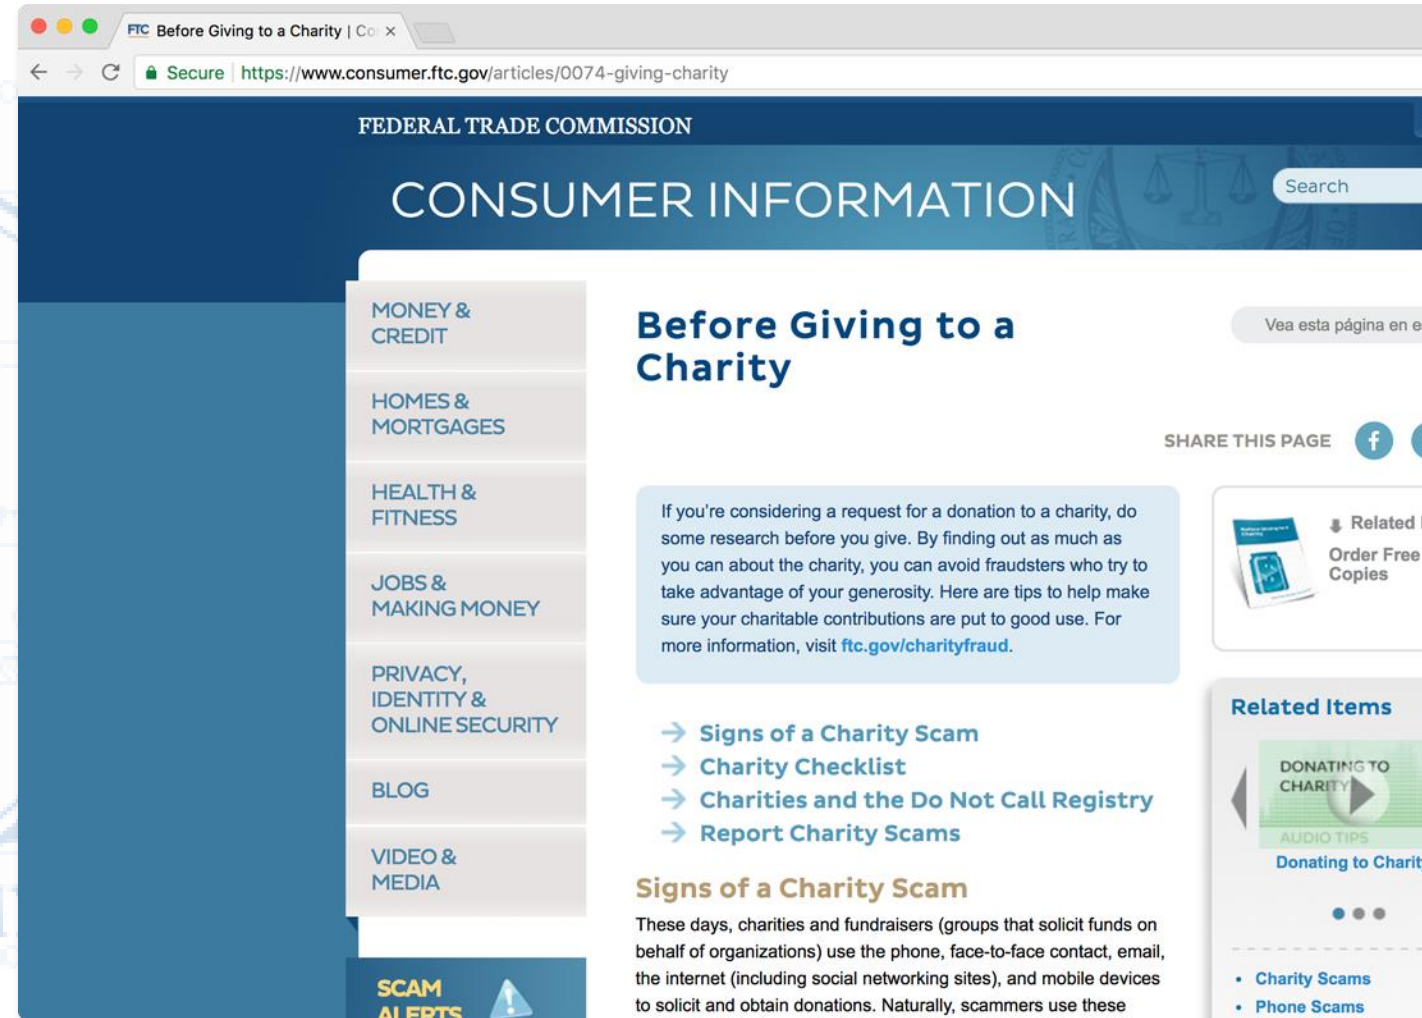 FTC Before Giving to a Charity | Co
Secure https://www.consumer.ftc.gov/articles/0074-giving-charity
FEDERAL TRADE COMMISSION
CONSUMER INFORMATION
Search
MONEY &
CREDIT
HOMES &
MORTGAGES
HEALTH &
FITNESS
JOBS &
MAKING MONEY
PRIVACY,
IDENTITY &
ONLINE SECURITY
BLOG
VIDEO &
MEDIA
SCAM
ALERTS
Before Giving to a
Charity
Vea esta página en e
SHARE THIS PAGE
If you're considering a request for a donation to a charity, do
some research before you give. By finding out as much as
you can about the charity, you can avoid fraudsters who try to
take advantage of your generosity. Here are tips to help make
sure your charitable contributions are put to good use. For
more information, visit ftc.gov/charityfraud.
Signs of a Charity Scam
Charity Checklist
Charities and the Do Not Call Registry
Report Charity Scams
Signs of a Charity Scam
These days, charities and fundraisers (groups that solicit funds on
behalf of organizations) use the phone, face-to-face contact, email,
the internet (including social networking sites), and mobile devices
to solicit and obtain donations. Naturally, scammers use these
Related
Order Free
Copies
Related Items
DONATING TO
CHARITY
AUDIO TIPS
Donating to Charity
• Charity Scams
• Phone Scams